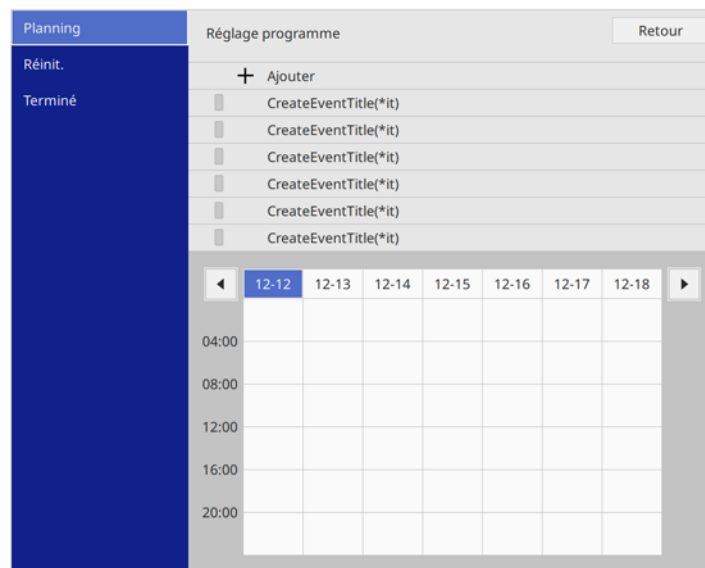 Planning
Réinit.
Terminé
Réglage programme
Retour
+ Ajouter
CreateEventTitle(*it)
CreateEventTitle(*it)
CreateEventTitle(*it)
CreateEventTitle(*it)
CreateEventTitle(*it)
CreateEventTitle(*it)
12-12 12-13 12-14 12-15 12-16 12-17 12-18
04:00
08:00
12:00
16:00
20:00